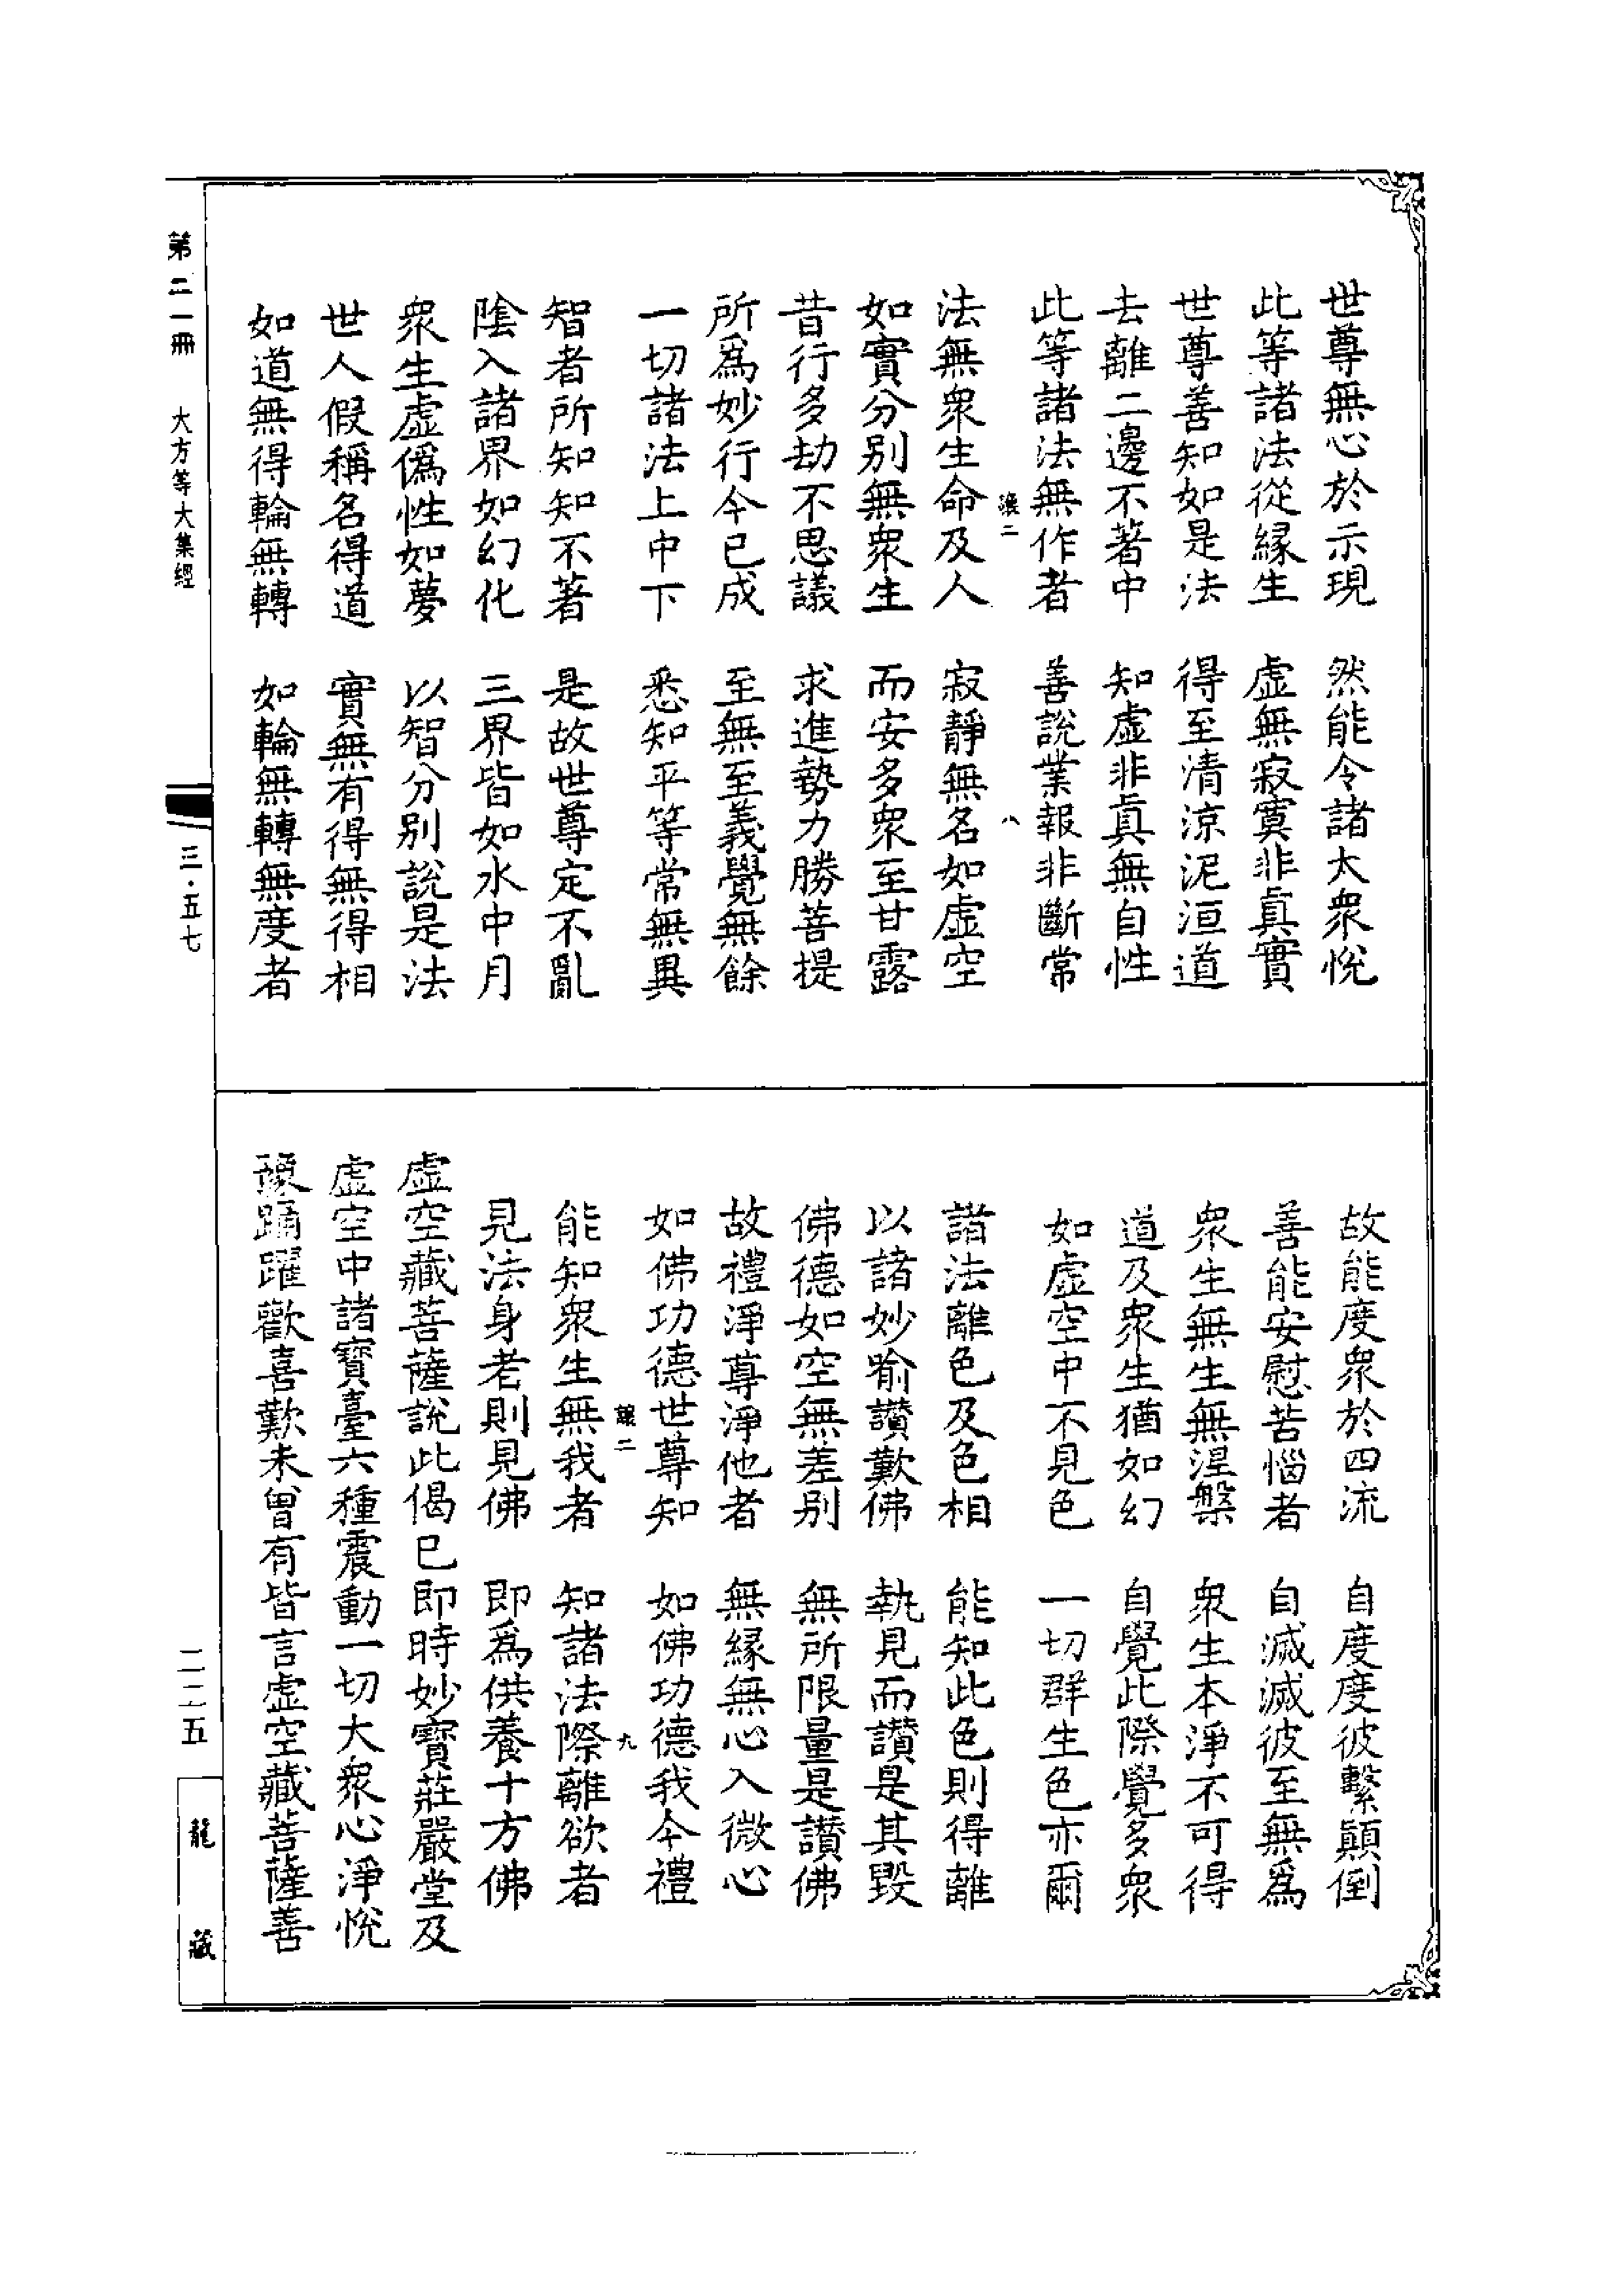 世尊無心於示現　然能令諸大衆悅
此等諸法從緣生　虛無寂寞非真實
世尊善知如是法　得至清涼泥洹道
去離二邊不著中　知虛非真無自性
此等諸法無作者　善說業報非斷常
讓二　八
法無衆生命及人　寂靜無名如虛空
如實分別無衆生　而安多衆至甘露
昔行多劫不思議　求進勢力勝菩提
所爲妙行今已成　至無至義覺無餘
一切諸法上中下　悉知平等常無異
智者所知知不著　是故世尊定不亂
陰入諸界如幻化　三界皆如水中月
衆生虛僞性如夢　以智分別說是法
世人假稱名得道　實無有得無得相
如道無得輪無轉　如輪無轉無度者
故能度衆於四流　自度度彼繫顛倒
善能安慰苦惱者　自滅滅彼至無爲
衆生無生無涅槃　衆生本淨不可得
道及衆生猶如幻　自覺此際覺多衆
如虛空中不見色　一切群生色亦爾
諸法離色及色相　能知此色則得離
以諸妙喻讚歎佛　執見而讚是其毀
佛德如空無差別　無所限量是讚佛
故禮淨尊淨他者　無緣無心入微心
如佛功德世尊知　如佛功德我今禮
讓二　九
能知衆生無我者　知諸法際離欲者
見法身者則見佛　即爲供養十方佛
虛空藏菩薩說此偈已即時妙寶莊嚴堂及
虛空中諸寶臺六種震動一切大衆心淨悅
豫踊躍歡喜歎未曾有皆言虛空藏菩薩善
第二一冊　大方等大集經
三·五七
二二五
龍藏